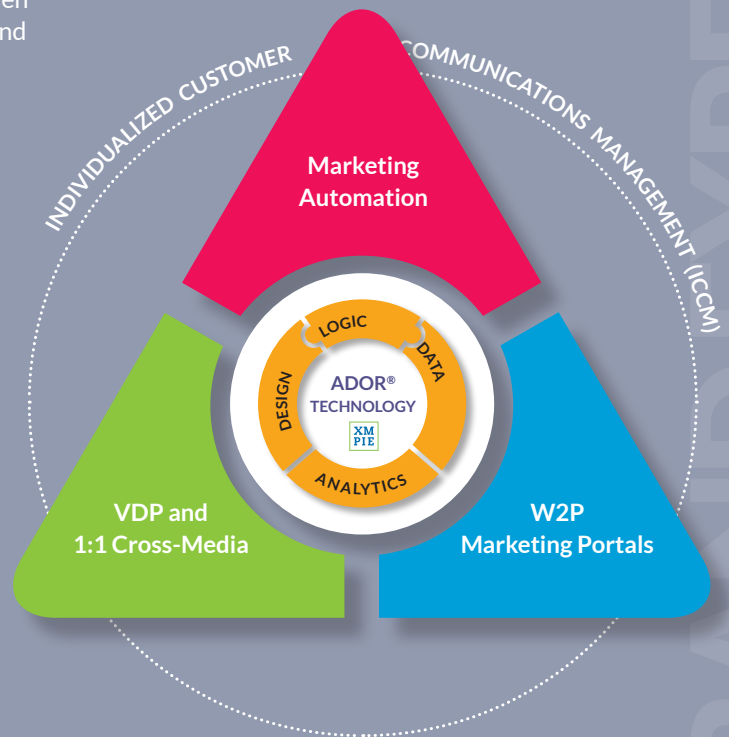 INDIVIDUALIZED CUSTOMER
COMMUNICATIONS MANAGEMENT (ICCM)
Marketing
Automation
LOGIC
DATA
DESIGN
ADOR®
TECHNOLOGY
XM
PIE
ANALYTICS
VDP and
1:1 Cross-Media
W2P
Marketing Portals